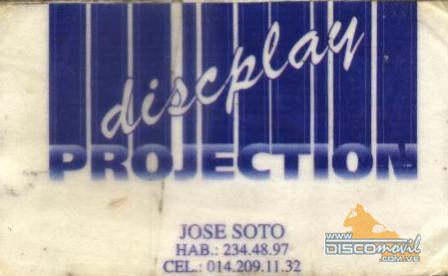 discplay
PROJECTION
JOSE SOTO
HAB.: 234.48.97
CEL.: 014.209.11.32
www.
DISCOmovil
.COM.VE